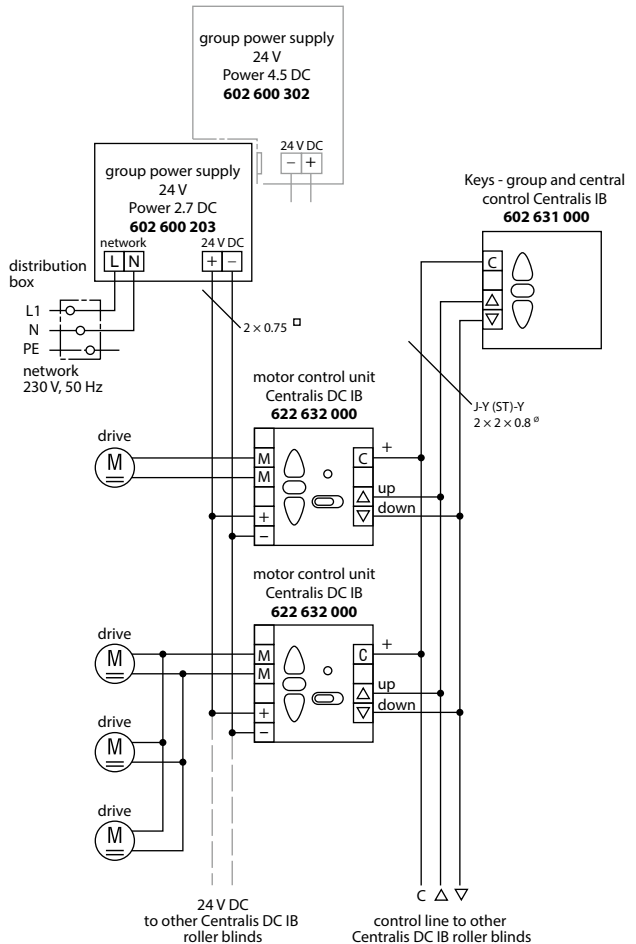 group power supply
24 V
Power 4.5 DC
602 600 302
24 V DC
− +
group power supply
24 V
Power 2.7 DC
602 600 203
network 24 V DC
L N + −
distribution
box
L1
N
PE
network
230 V, 50 Hz
2 × 0.75 □
Keys - group and central
control Centralis IB
602 631 000
C
△
▽
J-Y (ST)-Y
2 × 2 × 0.8 ø
motor control unit
Centralis DC IB
622 632 000
drive
M
M
M
+
−
C
+
△ up
▽ down
motor control unit
Centralis DC IB
622 632 000
drive
M
M
M
+
−
C
+
△ up
▽ down
drive
M
drive
M
24 V DC
to other Centralis DC IB
roller blinds
C △ ▽
control line to other
Centralis DC IB roller blinds